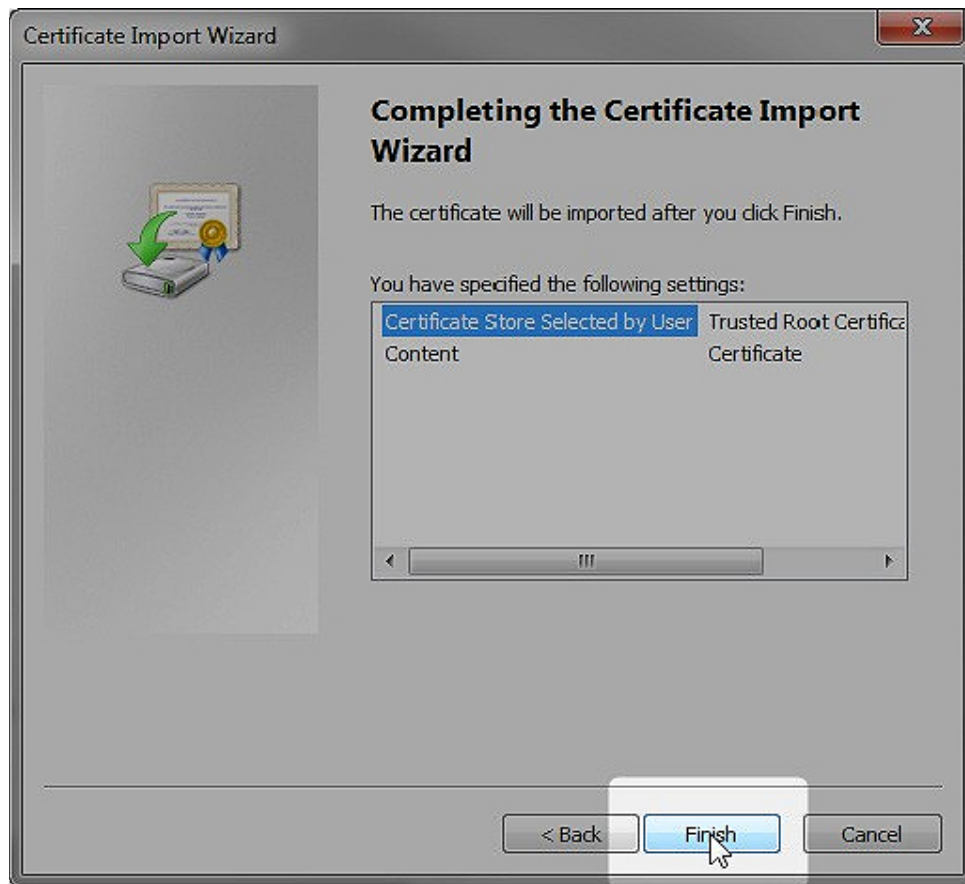 Certificate Import Wizard
Completing the Certificate Import
Wizard
The certificate will be imported after you click Finish.
You have specified the following settings:
Certificate Store Selected by User Trusted Root Certifica
Content Certificate
< Back Finish Cancel